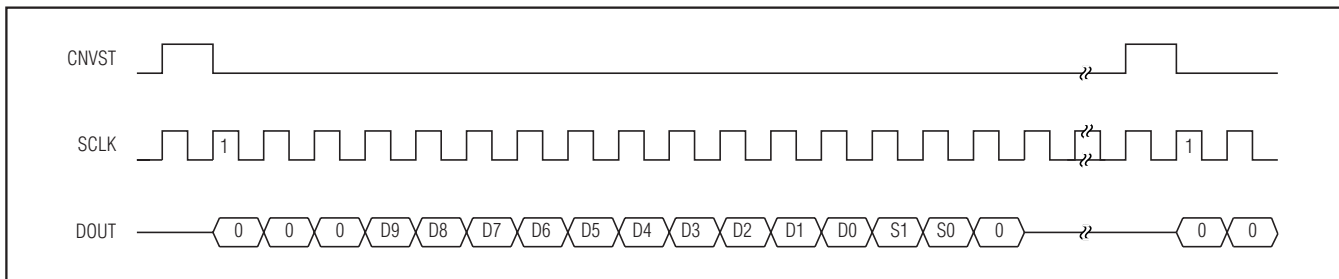 CNVST
SCLK 1 1
DOUT 0 0 0 D9 D8 D7 D6 D5 D4 D3 D2 D1 D0 S1 S0 0 0 0